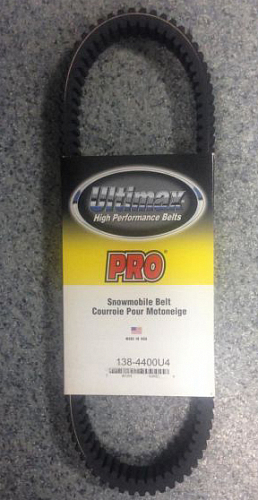 Ultimax
High Performance Belts
PRO
Snowmobile Belt
Courroie Pour Motoneige
MADE IN USA
138-4400U4